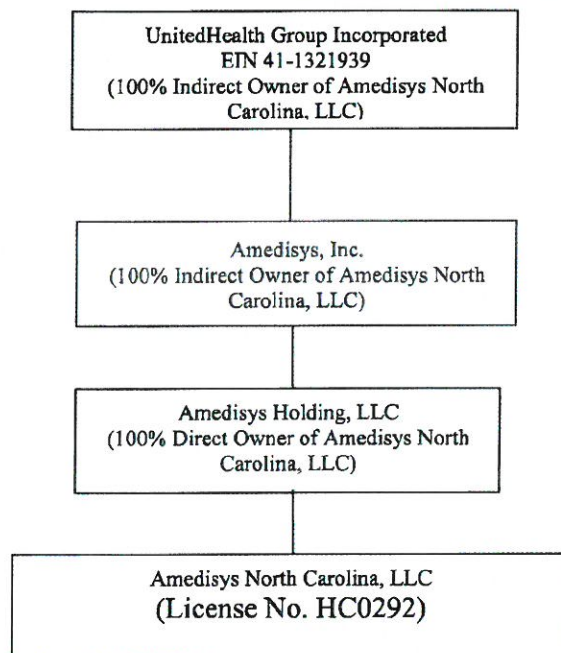 UnitedHealth Group Incorporated
EIN 41-1321939
(100% Indirect Owner of Amedisys North
Carolina, LLC)
Amedisys, Inc.
(100% Indirect Owner of Amedisys North
Carolina, LLC)
Amedisys Holding, LLC
(100% Direct Owner of Amedisys North
Carolina, LLC)
Amedisys North Carolina, LLC
(License No. HC0292)